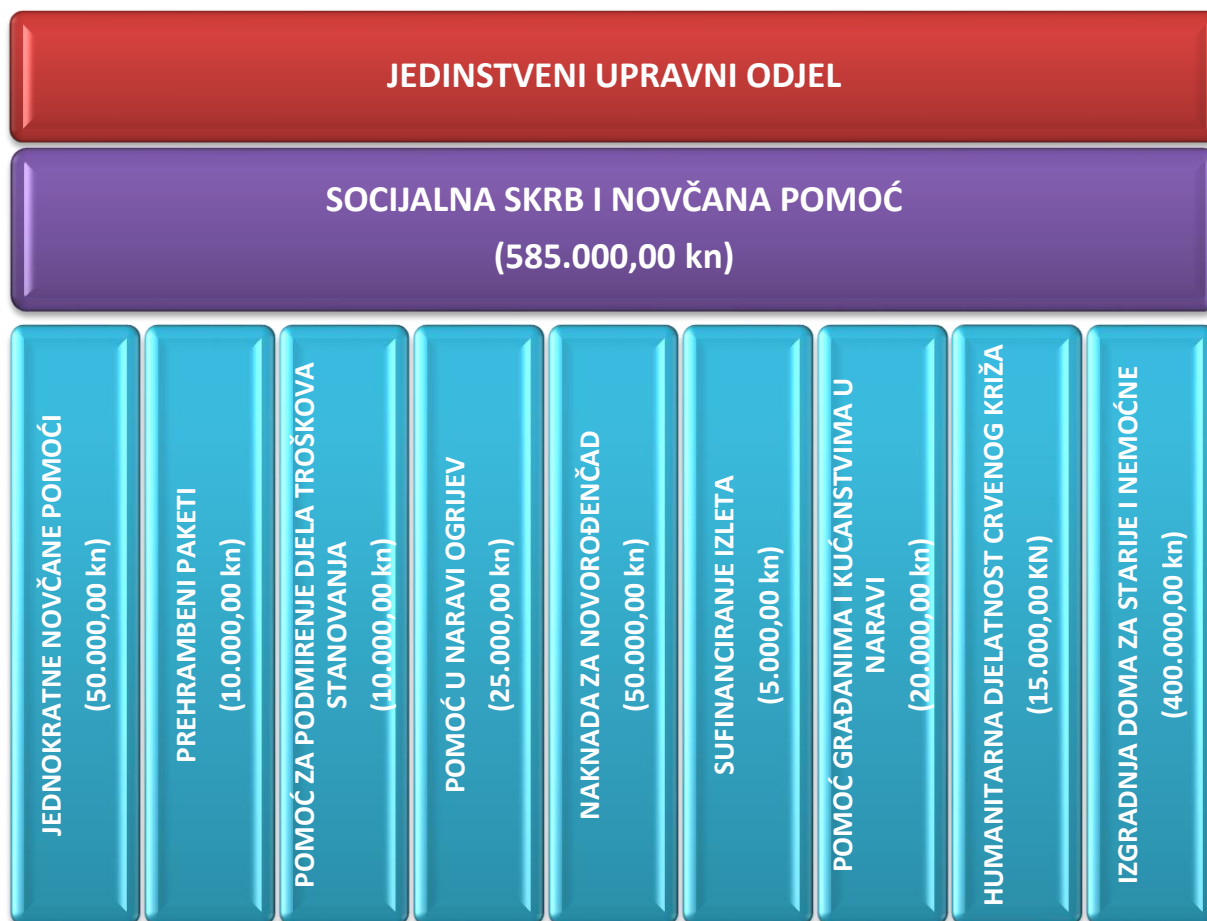 JEDINSTVENI UPRAVNI ODJEL
SOCIJALNA SKRB I NOVČANA POMOĆ
(585.000,00 kn)
JEDNOKRATNE NOVČANE POMOĆI
(50.000,00 kn)
PREHRAMBENI PAKETI
(10.000,00 kn)
POMOĆ ZA PODMIRENJE DJELA TROŠKOVA
STANOVANJA
(10.000,00 kn)
POMOĆ U NARAVI OGRIJEV
(25.000,00 kn)
NAKNADA ZA NOVOROĐENČAD
(50.000,00 kn)
SUFINANCIRANJE IZLETA
(5.000,00 kn)
POMOĆ GRAĐANIMA I KUĆANSTVIMA U
NARAVI
(20.000,00 kn)
HUMANITARNA DJELATNOST CRVENOG KRIŽA
(15.000,00 KN)
IZGRADNJA DOMA ZA STARIJE I NEMOĆNE
(400.000,00 kn)